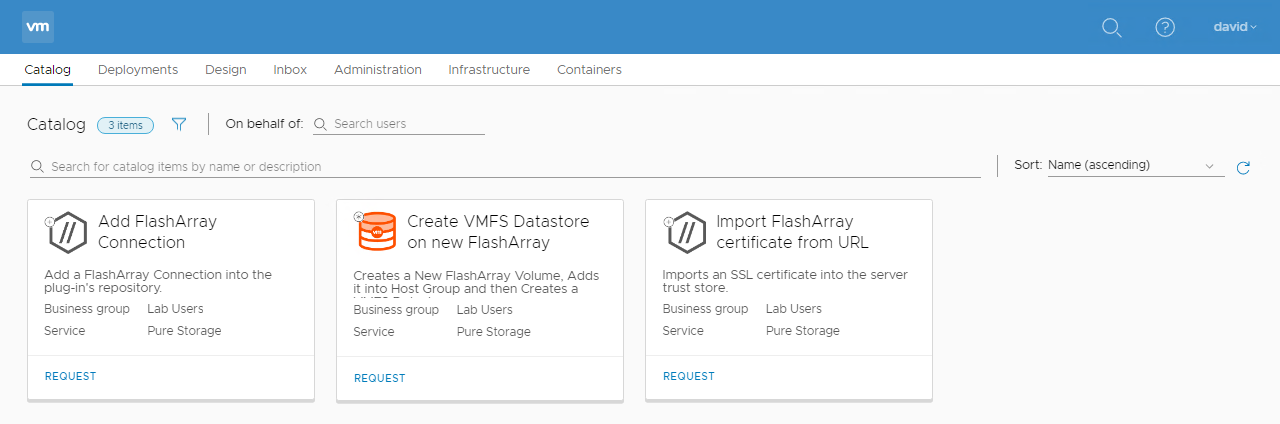 vm
david
Catalog Deployments Design Inbox Administration Infrastructure Containers
Catalog 3 items On behalf of: Search users
Search for catalog items by name or description Sort: Name (ascending)
Add FlashArray
Connection
Add a FlashArray Connection into the
plug-in's repository.
Business group Lab Users
Service Pure Storage
REQUEST
vm
Create VMFS Datastore
on new FlashArray
Creates a New FlashArray Volume, Adds
it into Host Group and then Creates a
Business group Lab Users
Service Pure Storage
REQUEST
Import FlashArray
certificate from URL
Imports an SSL certificate into the server
trust store.
Business group Lab Users
Service Pure Storage
REQUEST